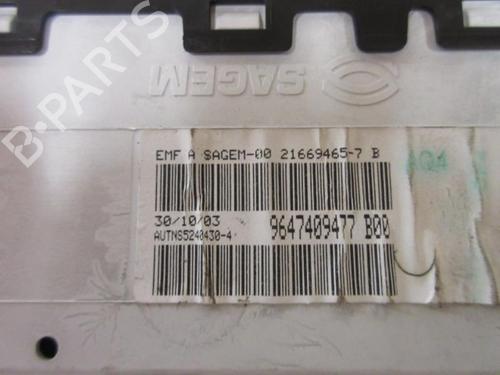 B-PARTS
SAGEM
EMF A SAGEM-00 21669465-7 B
30/10/03
AUTNS5240430-4
9647409477 B00